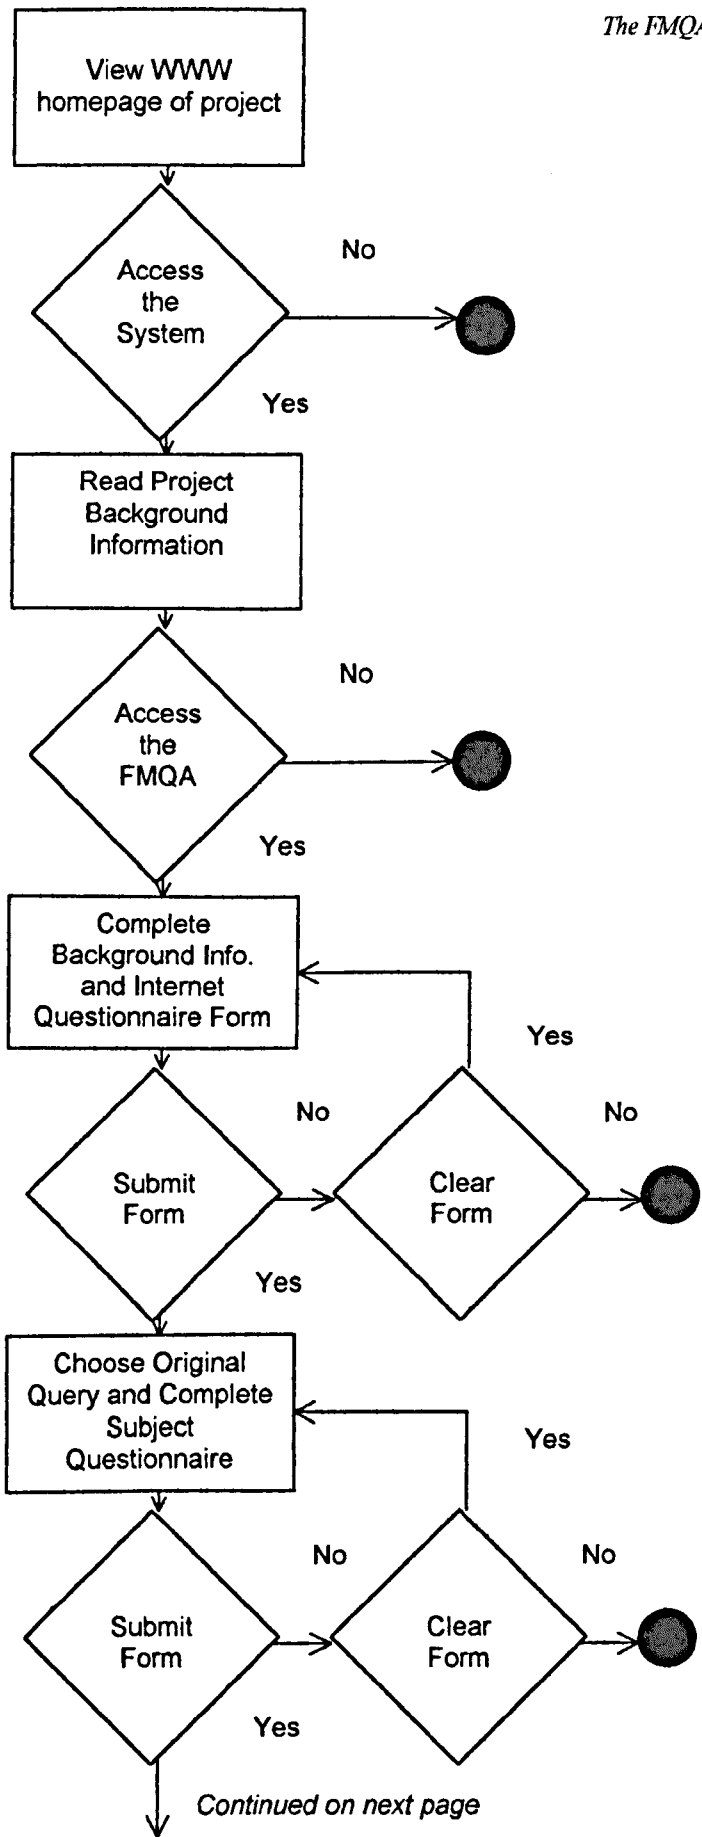 The FMQA
View WWW
homepage of project
No
Access
the
System
Yes
Read Project
Background
Information
No
Access
the
FMQA
Yes
Complete
Background Info.
and Internet
Questionnaire Form
Yes
No
No
Submit
Form
Clear
Form
Yes
Choose Original
Query and Complete
Subject
Questionnaire
Yes
No
No
Submit
Form
Clear
Form
Yes
Continued on next page